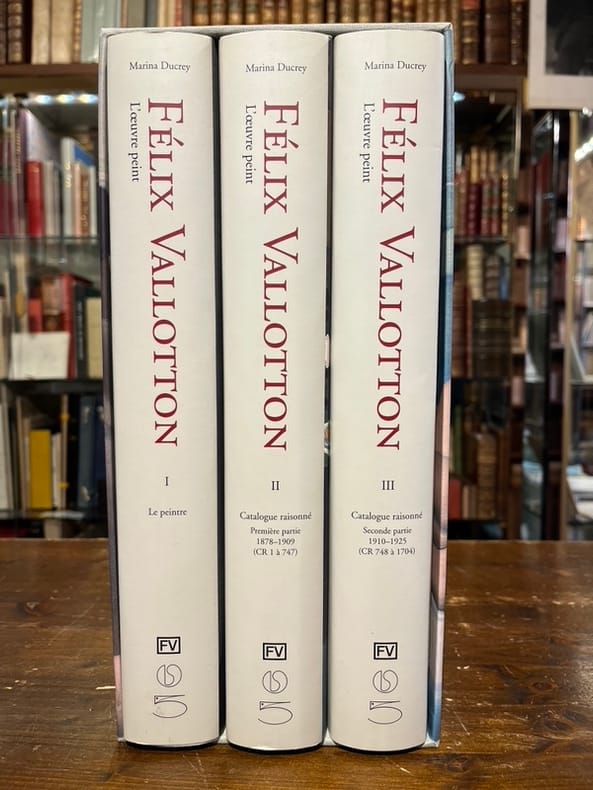 Marina Ducrey
FÉLIX VALLOTTON
L'œuvre peint
I
Le peintre
FV
Marina Ducrey
FÉLIX VALLOTTON
L'œuvre peint
II
Catalogue raisonné
Première partie
1878–1909
(CR 1 à 747)
FV
Marina Ducrey
FÉLIX VALLOTTON
L'œuvre peint
III
Catalogue raisonné
Seconde partie
1910–1925
(CR 748 à 1704)
FV